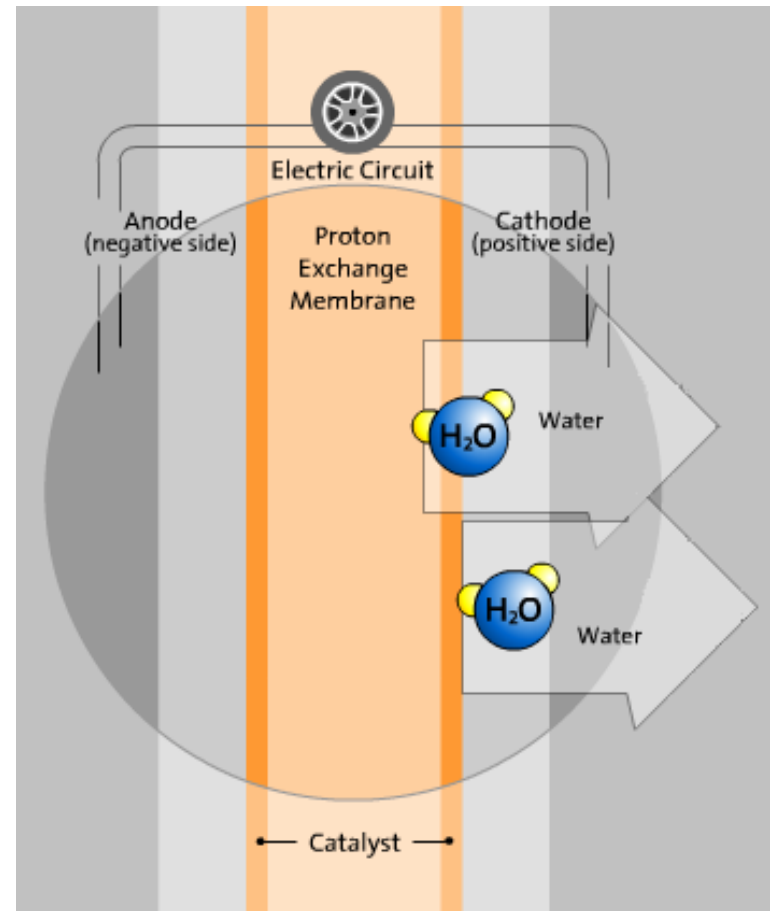 Electric Circuit
Anode
(negative side)
Cathode
(positive side)
Proton
Exchange
Membrane
H₂O
Water
H₂O
Water
Catalyst